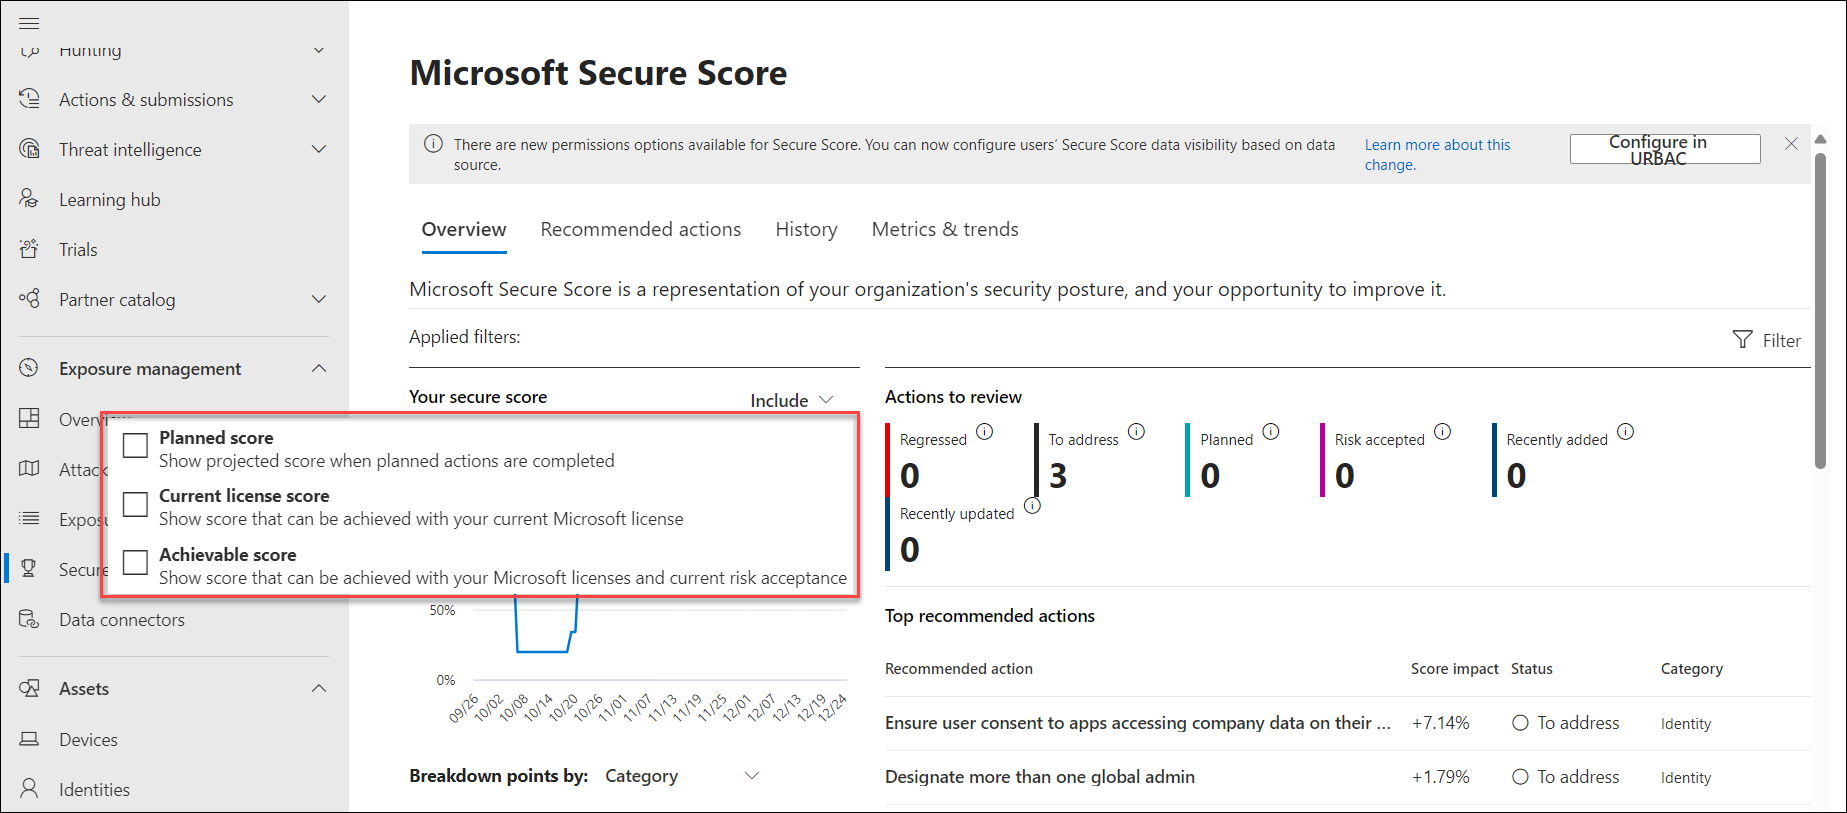 Hunting
Actions & submissions
Threat intelligence
Learning hub
Trials
Partner catalog
Exposure management
Overview
Attack
Secure
Data connectors
Assets
Devices
Identities
Microsoft Secure Score
There are new permissions options available for Secure Score. You can now configure users' Secure Score data visibility based on data
source.
Learn more about this
change.
Configure in
URBAC
Overview
Recommended actions
History
Metrics & trends
Microsoft Secure Score is a representation of your organization's security posture, and your opportunity to improve it.
Applied filters:
Filter
Your secure score
Include
Planned score
Show projected score when planned actions are completed
Current license score
Show score that can be achieved with your current Microsoft license
Achievable score
Show score that can be achieved with your Microsoft licenses and current risk acceptance
50%
0%
09/26
10/02
10/08
10/14
10/20
10/26
11/01
11/07
11/13
11/19
11/25
12/01
12/07
12/13
12/19
12/24
Breakdown points by:
Category
Actions to review
Regressed
0
To address
3
Planned
0
Risk accepted
0
Recently added
0
Recently updated
0
Top recommended actions
Recommended action
Score impact
Status
Category
Ensure user consent to apps accessing company data on their ...
+7.14%
To address
Identity
Designate more than one global admin
+1.79%
To address
Identity